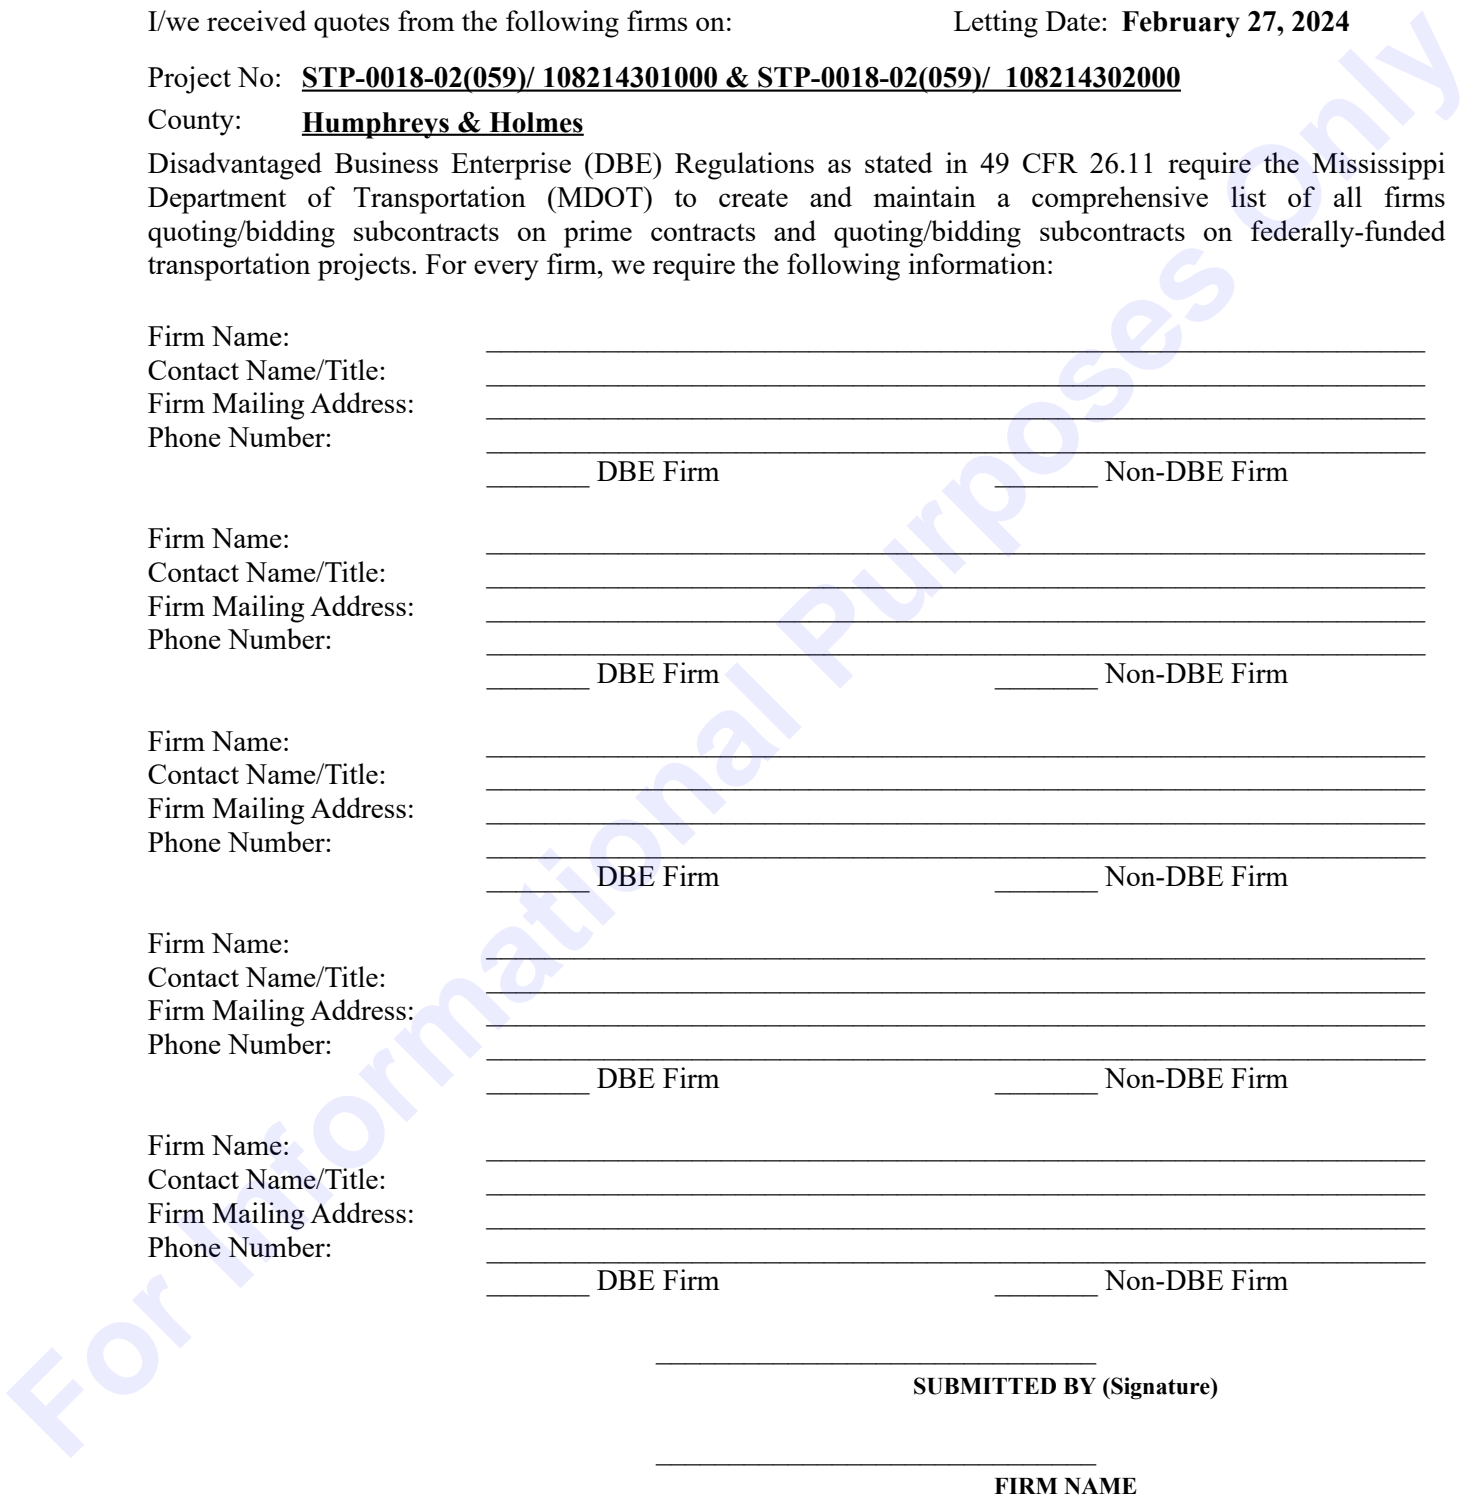 I/we received quotes from the following firms on: Letting Date: February 27, 2024
Project No: STP-0018-02(059)/ 108214301000 & STP-0018-02(059)/ 108214302000
County: Humphreys & Holmes
Disadvantaged Business Enterprise (DBE) Regulations as stated in 49 CFR 26.11 require the Mississippi
Department of Transportation (MDOT) to create and maintain a comprehensive list of all firms
quoting/bidding subcontracts on prime contracts and quoting/bidding subcontracts on federally-funded
transportation projects. For every firm, we require the following information:
Firm Name:
Contact Name/Title:
Firm Mailing Address:
Phone Number:
DBE Firm Non-DBE Firm
Firm Name:
Contact Name/Title:
Firm Mailing Address:
Phone Number:
DBE Firm Non-DBE Firm
Firm Name:
Contact Name/Title:
Firm Mailing Address:
Phone Number:
DBE Firm Non-DBE Firm
Firm Name:
Contact Name/Title:
Firm Mailing Address:
Phone Number:
DBE Firm Non-DBE Firm
Firm Name:
Contact Name/Title:
Firm Mailing Address:
Phone Number:
DBE Firm Non-DBE Firm
SUBMITTED BY (Signature)
FIRM NAME
For Informational Purposes Only